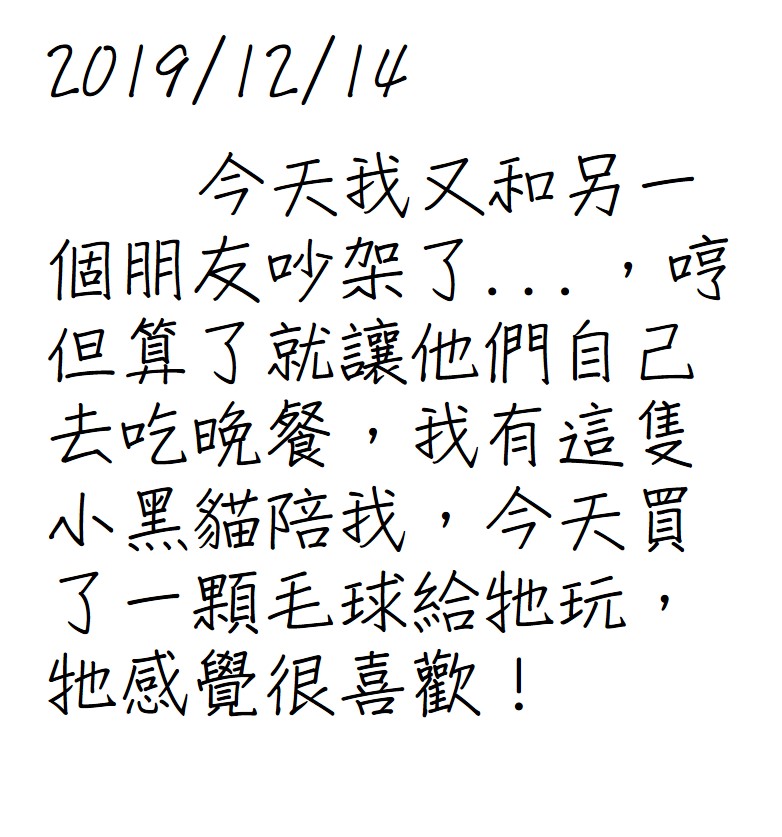 2019/12/14
今天我又和另一
個朋友吵架了...，哼
但算了就讓他們自己
去吃晚餐，我有這隻
小黑貓陪我，今天買
了一顆毛球給牠玩，
牠感覺很喜歡！